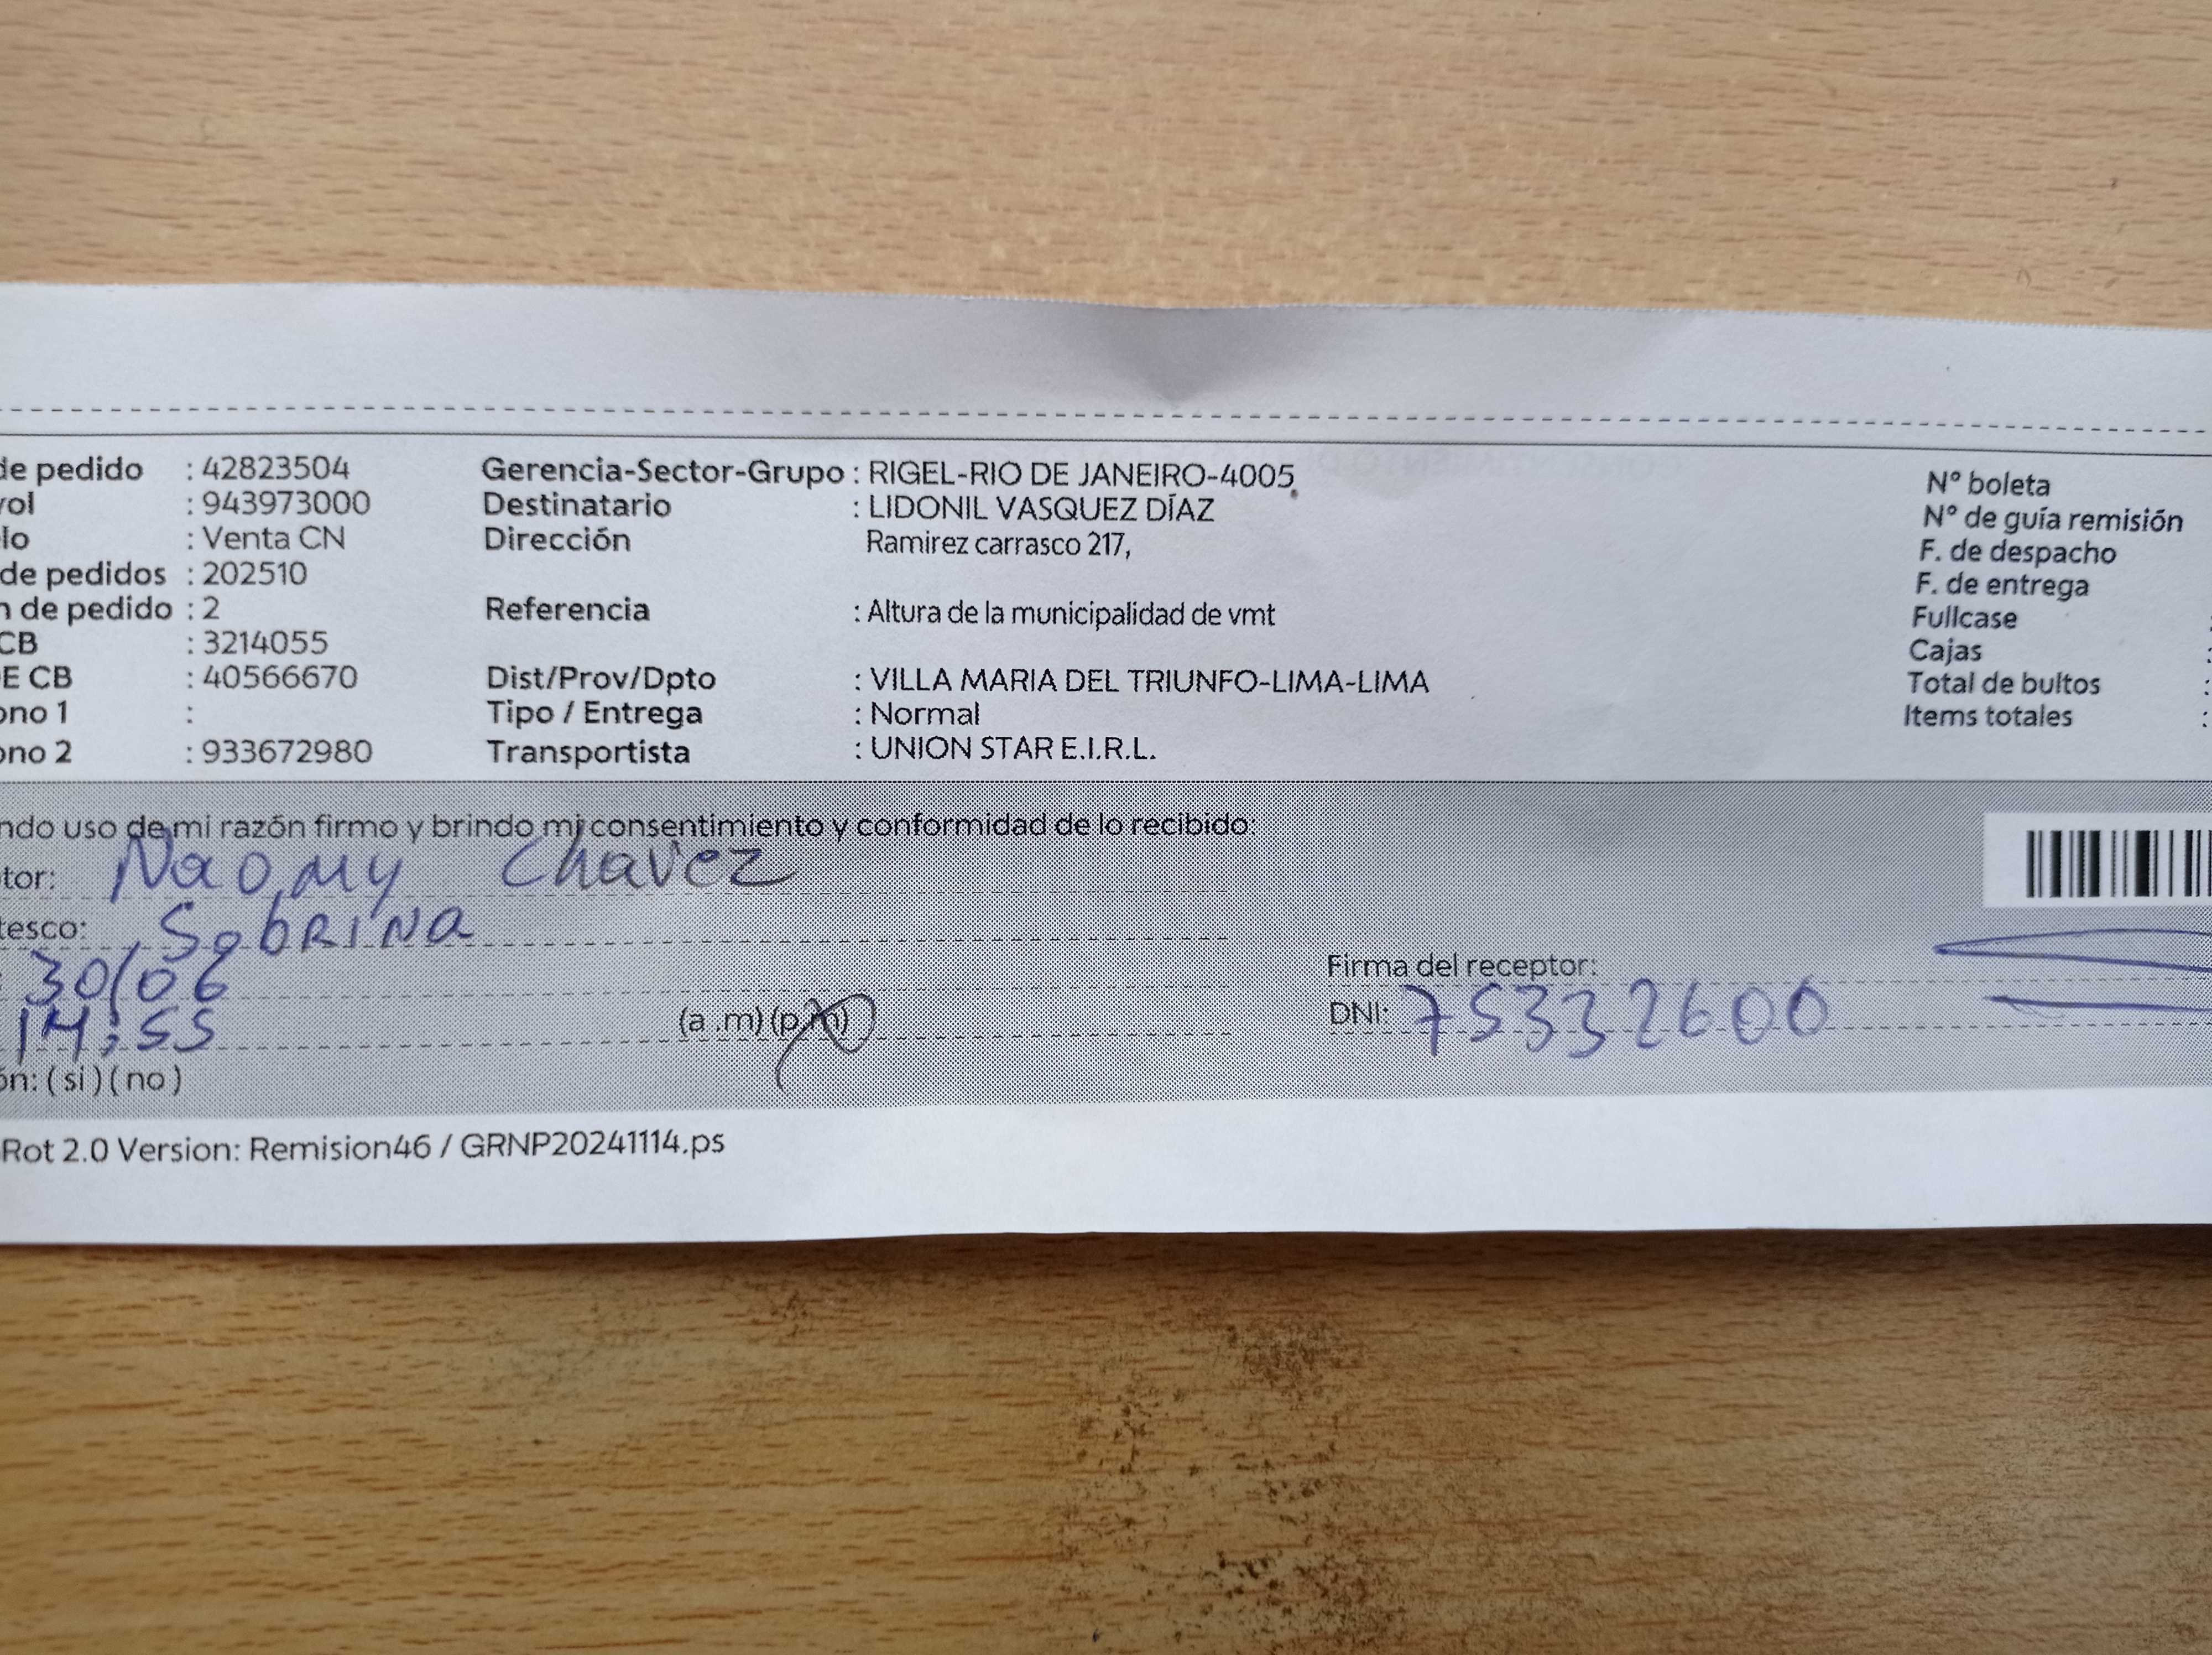 de pedido : 42823504 Gerencia-Sector-Grupo : RIGEL-RIO DE JANEIRO-4005 N° boleta
rol : 943973000 Destinatario : LIDONIL VASQUEZ DÍAZ N° de guía remisión
lo : Venta CN Dirección Ramirez carrasco 217, F. de despacho
de pedidos : 202510 F. de entrega
n de pedido : 2 Referencia : Altura de la municipalidad de vmt Fullcase :
CB : 3214055 Cajas :
E CB : 40566670 Dist/Prov/Dpto : VILLA MARIA DEL TRIUNFO-LIMA-LIMA Total de bultos :
ono 1 : Tipo / Entrega : Normal Items totales :
ono 2 : 933672980 Transportista : UNION STAR E.I.R.L.
ndo uso de mi razón firmo y brindo mi consentimiento y conformidad de lo recibido:
tor: Naomy Chavez
tesco: SobRINa
30/06 Firma del receptor:
14:55 (a .m) (p.m) DNI: 75332600
ón: ( si ) ( no )
Rot 2.0 Version: Remision46 / GRNP20241114.ps